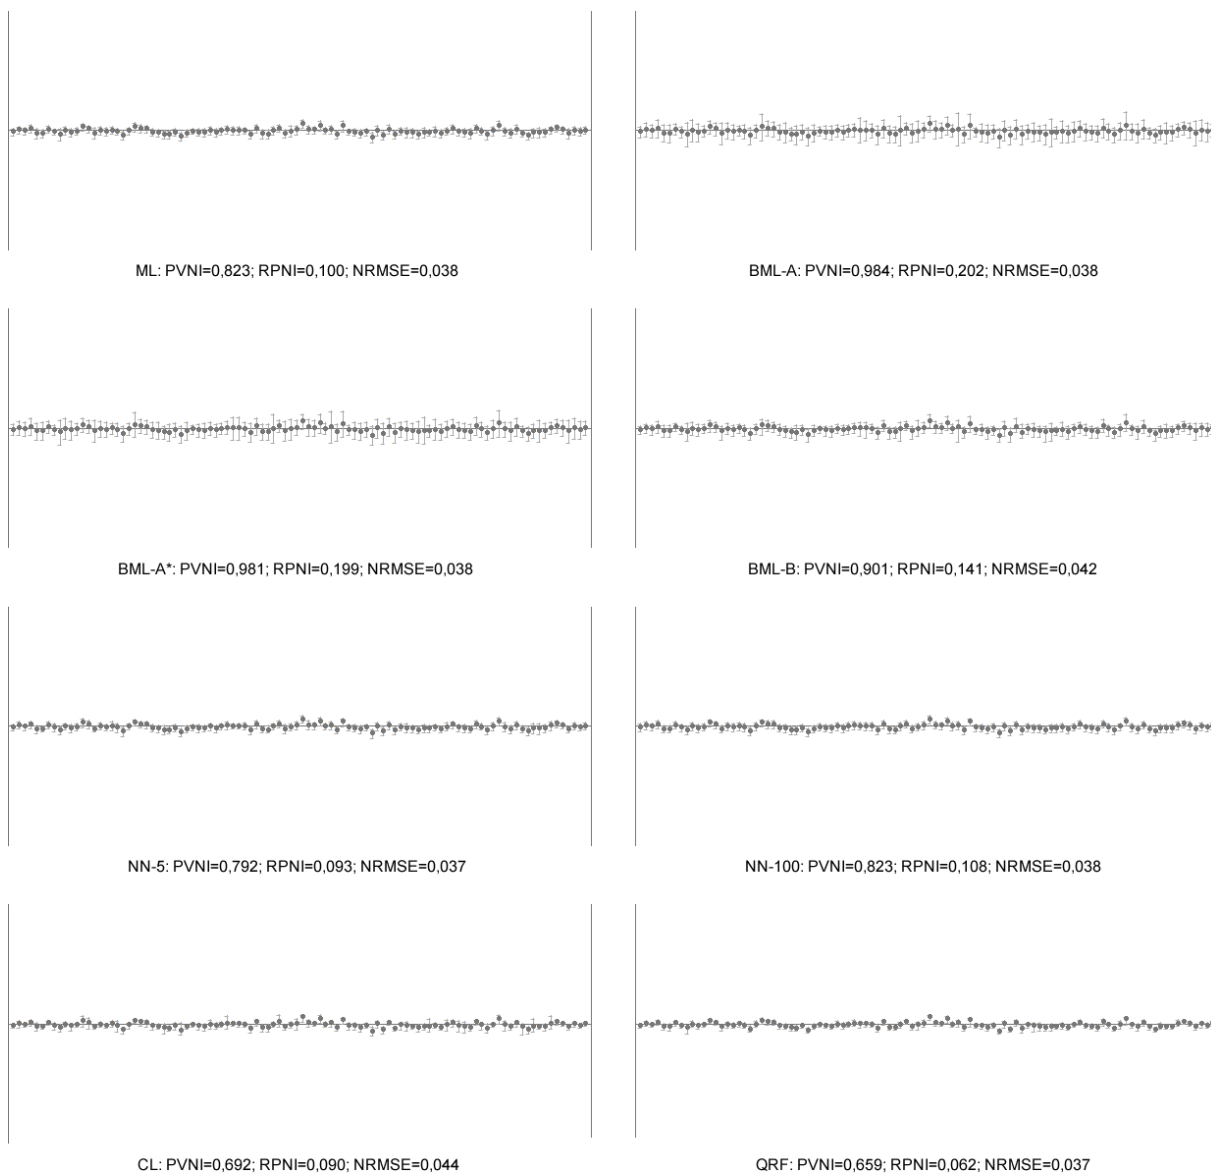 ML: PVNI=0,823; RPNI=0,100; NRMSE=0,038
BML-A: PVNI=0,984; RPNI=0,202; NRMSE=0,038
BML-A*: PVNI=0,981; RPNI=0,199; NRMSE=0,038
BML-B: PVNI=0,901; RPNI=0,141; NRMSE=0,042
NN-5: PVNI=0,792; RPNI=0,093; NRMSE=0,037
NN-100: PVNI=0,823; RPNI=0,108; NRMSE=0,038
CL: PVNI=0,692; RPNI=0,090; NRMSE=0,044
QRF: PVNI=0,659; RPNI=0,062; NRMSE=0,037